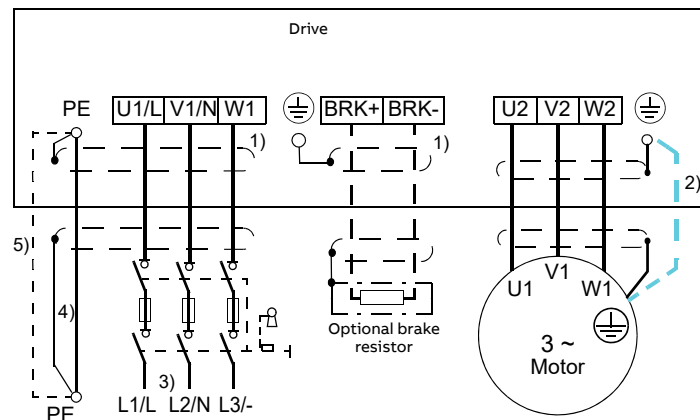 Drive
PE U1/L V1/N W1 BRK+ BRK- U2 V2 W2
1) 1) 2)
5)
4)
U1 V1 W1
Optional brake
resistor
3 ~
Motor
3)
PE L1/L L2/N L3/-